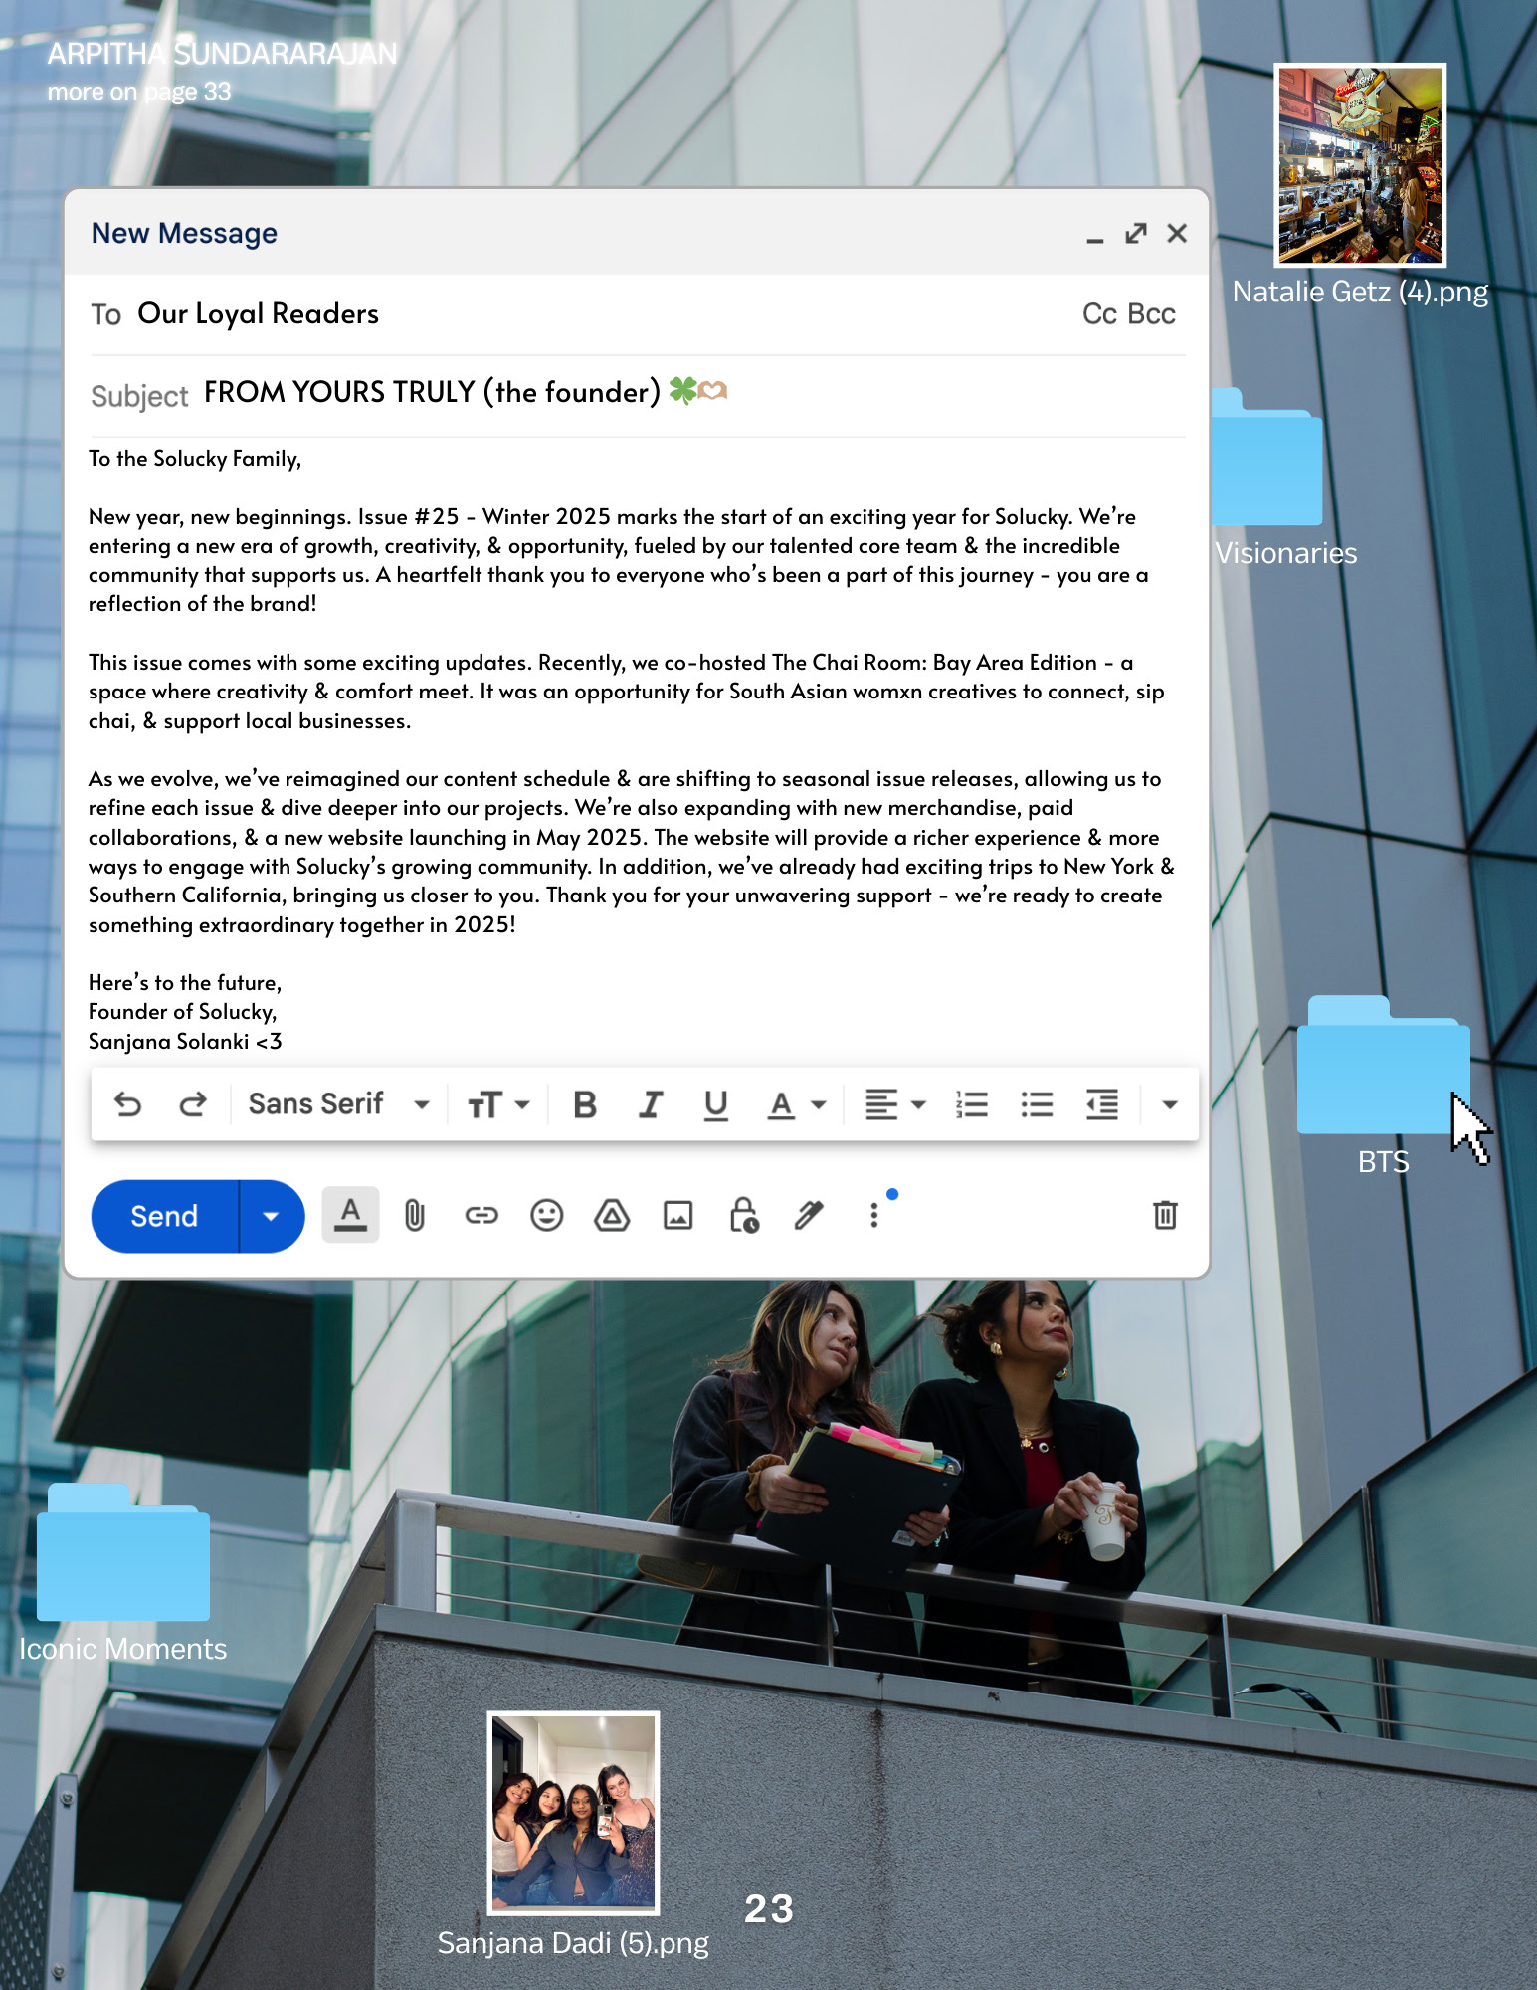 ARPITHA SUNDARARAJAN
more on page 33
Natalie Getz (4).png
New Message
To Our Loyal Readers Cc Bcc
Subject FROM YOURS TRULY (the founder) 🍀🫶🏼
To the Solucky Family,
New year, new beginnings. Issue #25 - Winter 2025 marks the start of an exciting year for Solucky. We’re
entering a new era of growth, creativity, & opportunity, fueled by our talented core team & the incredible
community that supports us. A heartfelt thank you to everyone who’s been a part of this journey - you are a
reflection of the brand!
This issue comes with some exciting updates. Recently, we co-hosted The Chai Room: Bay Area Edition - a
space where creativity & comfort meet. It was an opportunity for South Asian womxn creatives to connect, sip
chai, & support local businesses.
As we evolve, we’ve reimagined our content schedule & are shifting to seasonal issue releases, allowing us to
refine each issue & dive deeper into our projects. We’re also expanding with new merchandise, paid
collaborations, & a new website launching in May 2025. The website will provide a richer experience & more
ways to engage with Solucky’s growing community. In addition, we’ve already had exciting trips to New York &
Southern California, bringing us closer to you. Thank you for your unwavering support - we’re ready to create
something extraordinary together in 2025!
Here’s to the future,
Founder of Solucky,
Sanjana Solanki <3
Sans Serif
Send
Visionaries
BTS
Iconic Moments
Sanjana Dadi (5).png
23